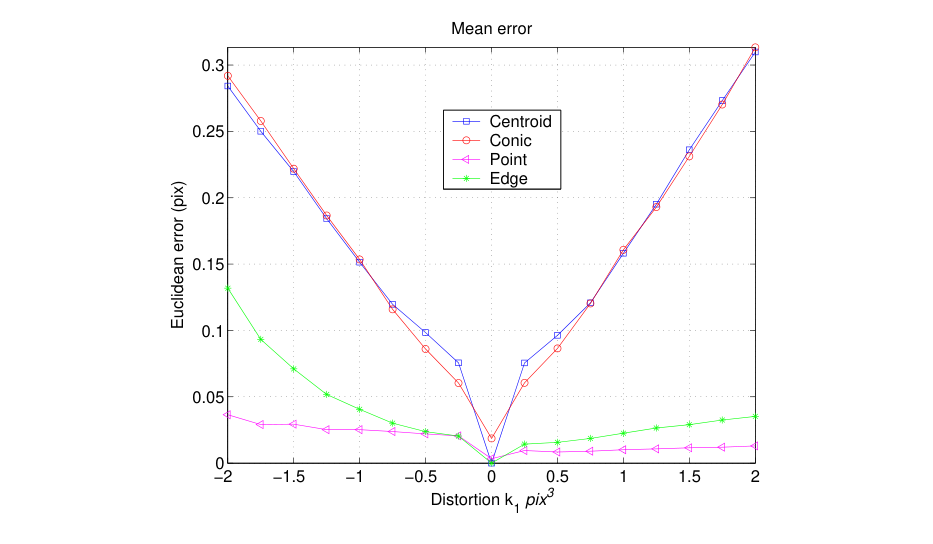 Mean error
0.3
0.25
0.2
0.15
0.1
0.05
0
Euclidean error (pix)
Centroid
Conic
Point
Edge
−2 −1.5 −1 −0.5 0 0.5 1 1.5 2
Distortion k₁ pix³